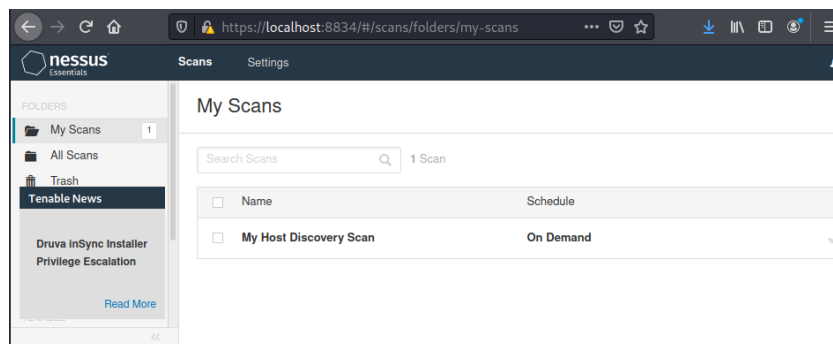 https://localhost:8834/#/scans/folders/my-scans
nessus
Essentials
Scans
Settings
FOLDERS
My Scans
1
All Scans
Trash
Tenable News
Druva inSync Installer
Privilege Escalation
Read More
My Scans
Search Scans
1 Scan
Name
Schedule
My Host Discovery Scan
On Demand